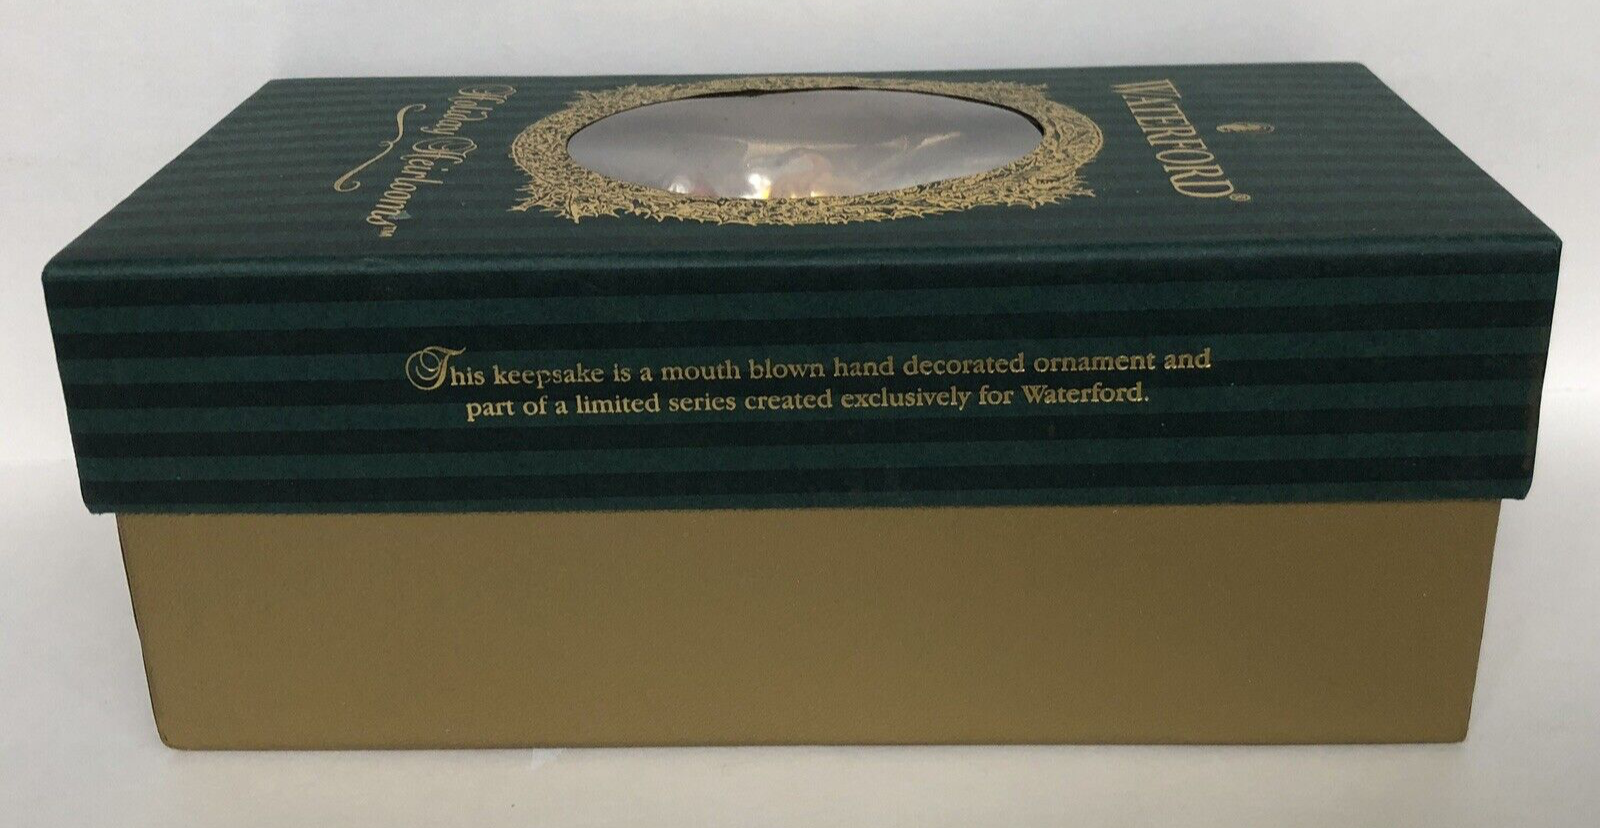 WATERFORD®
Holiday Heirlooms™
This keepsake is a mouth blown hand decorated ornament and
part of a limited series created exclusively for Waterford.